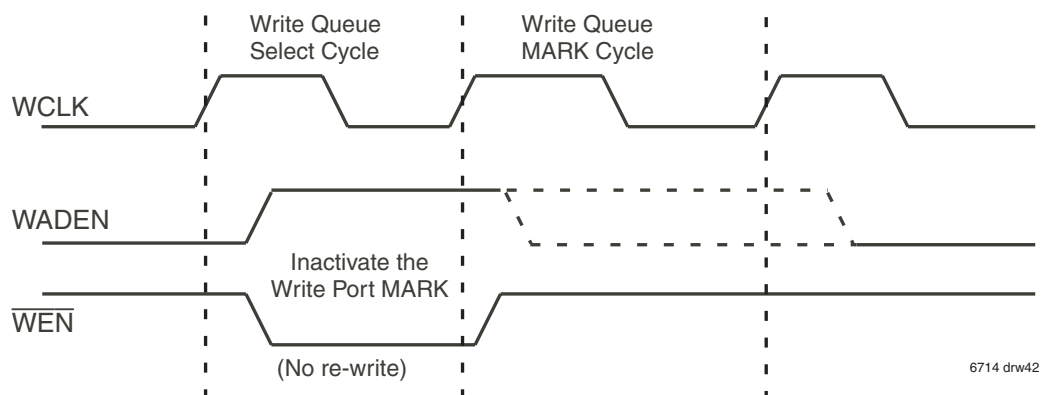 Write Queue
Select Cycle
Write Queue
MARK Cycle
WCLK
WADEN
Inactivate the
Write Port MARK
WEN
(No re-write)
6714 drw42